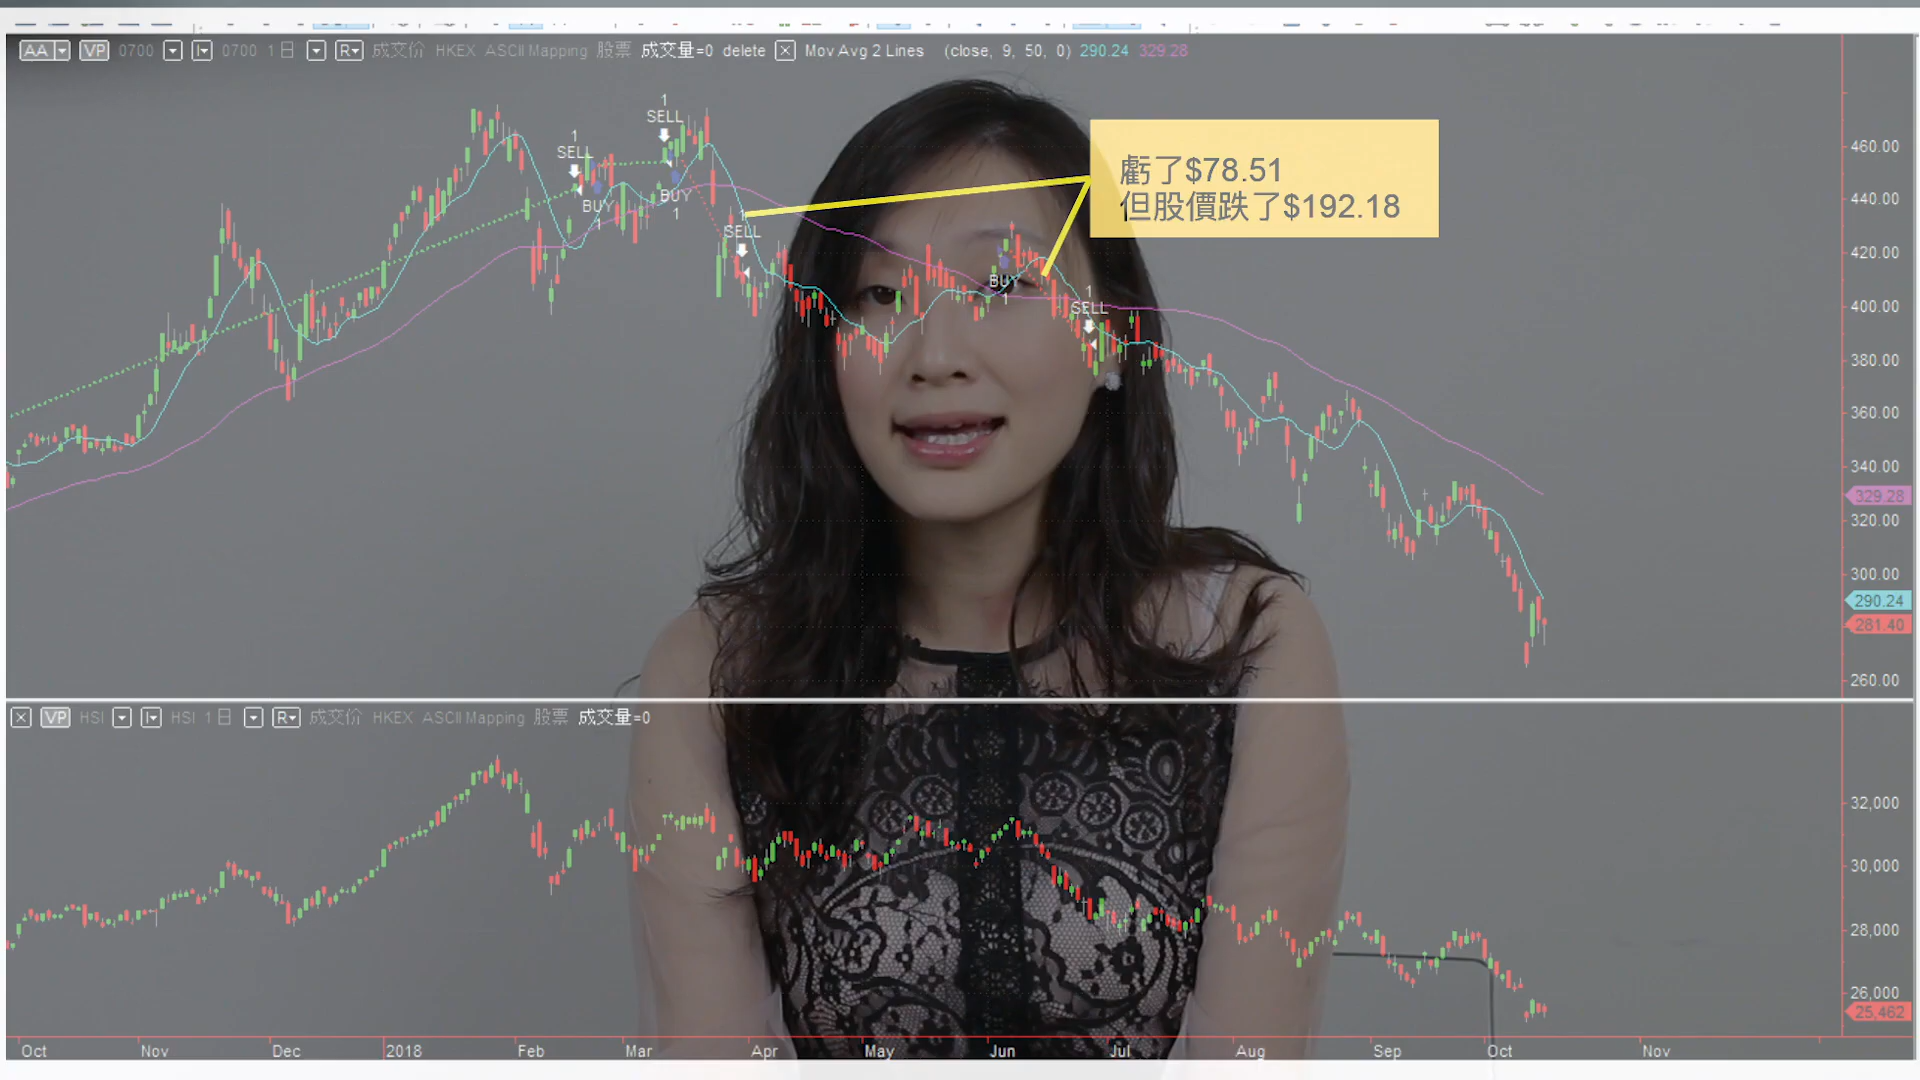 AA VP 0700 0700 1 日 R 成交价 HKEX ASCII Mapping 股票 成交量=0 delete Mov Avg 2 Lines (close, 9, 50, 0) 290.24 329.28
1
SELL
BUY
1
1
SELL
BUY
1
SELL
BUY
1
1
SELL
虧了$78.51
但股價跌了$192.18
460.00
440.00
420.00
400.00
380.00
360.00
340.00
329.28
320.00
300.00
290.24
281.40
260.00
VP HSI HSI 1 日 R 成交价 HKEX ASCII Mapping 股票 成交量=0
32,000
30,000
28,000
26,000
25,462
Oct Nov Dec 2018 Feb Mar Apr May Jun Jul Aug Sep Oct Nov